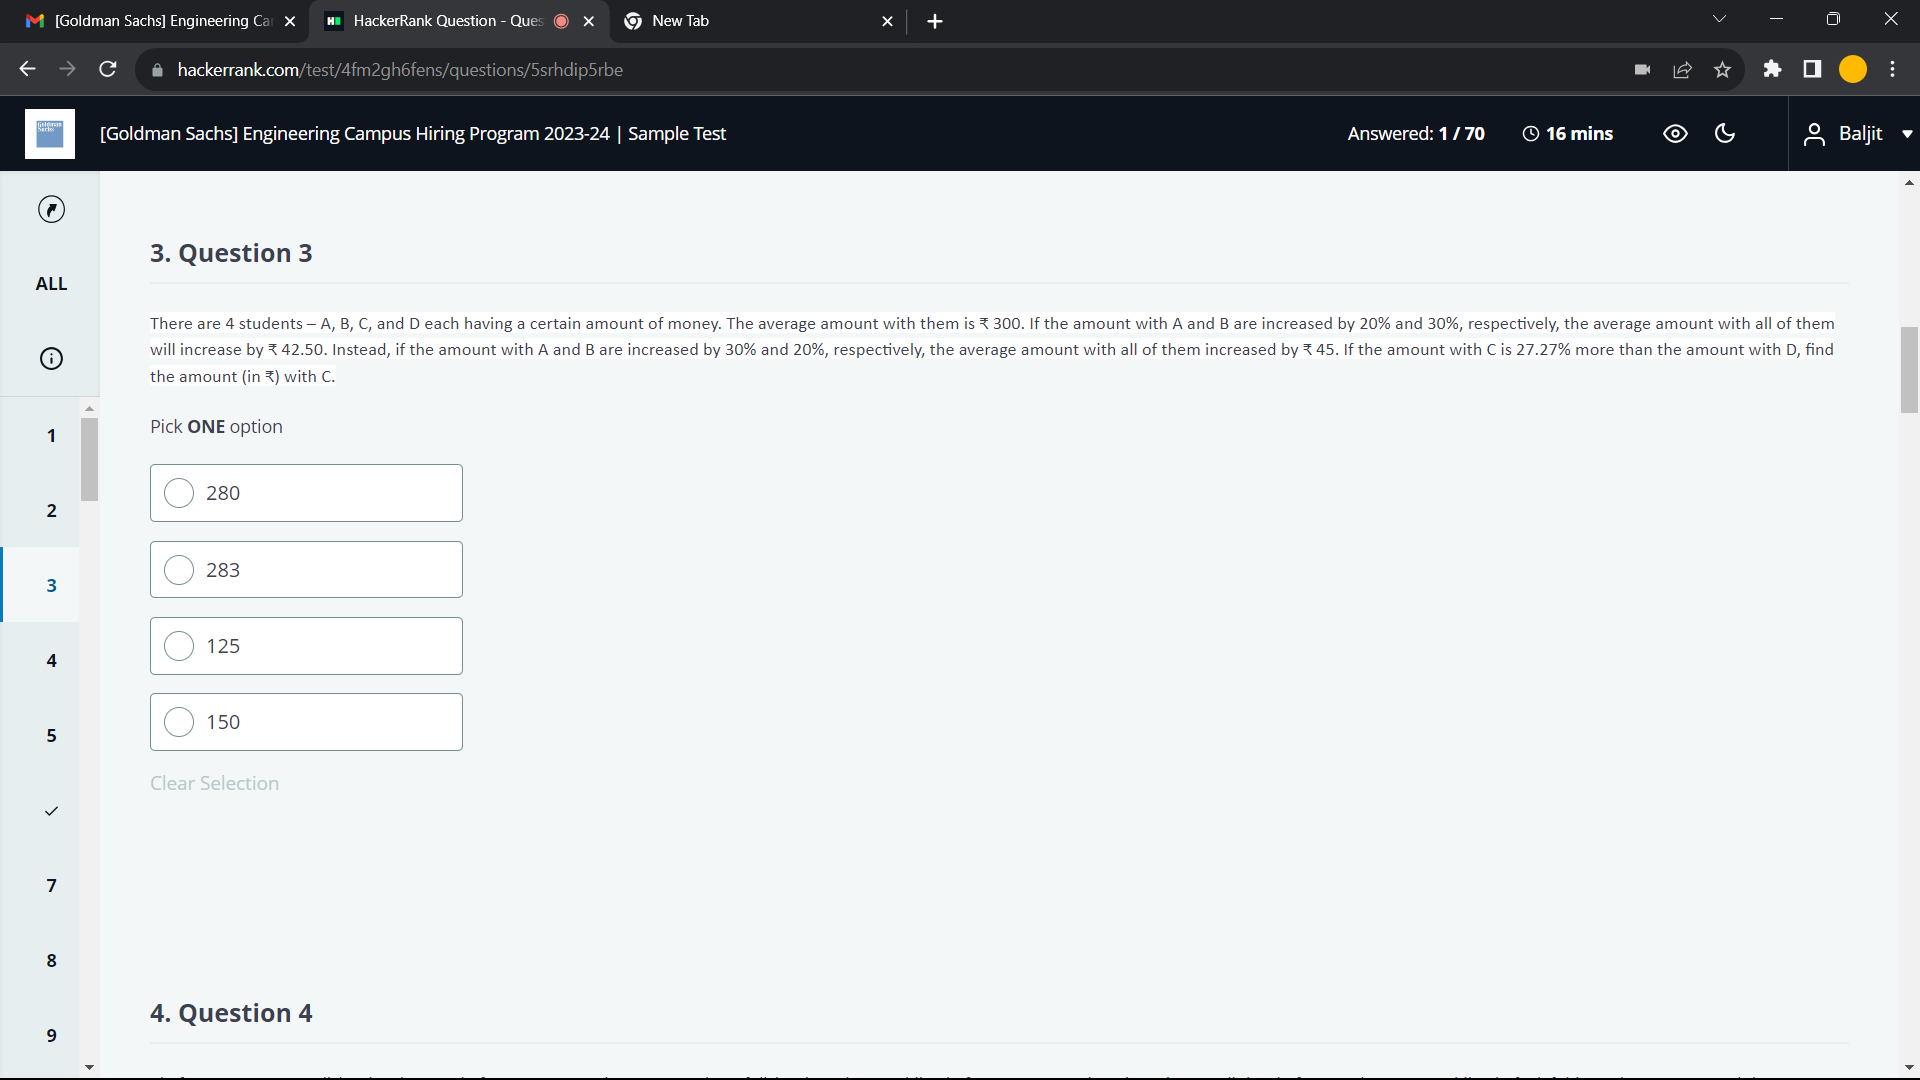 [Goldman Sachs] Engineering Ca
HackerRank Question - Ques
New Tab
hackerrank.com/test/4fm2gh6fens/questions/5srhdip5rbe
Goldman Sachs
[Goldman Sachs] Engineering Campus Hiring Program 2023-24 | Sample Test
Answered: 1 / 70
16 mins
Baljit
ALL
1
2
3
4
5
7
8
9
3. Question 3
There are 4 students – A, B, C, and D each having a certain amount of money. The average amount with them is ₹ 300. If the amount with A and B are increased by 20% and 30%, respectively, the average amount with all of them
will increase by ₹ 42.50. Instead, if the amount with A and B are increased by 30% and 20%, respectively, the average amount with all of them increased by ₹ 45. If the amount with C is 27.27% more than the amount with D, find
the amount (in ₹) with C.
Pick ONE option
280
283
125
150
Clear Selection
4. Question 4